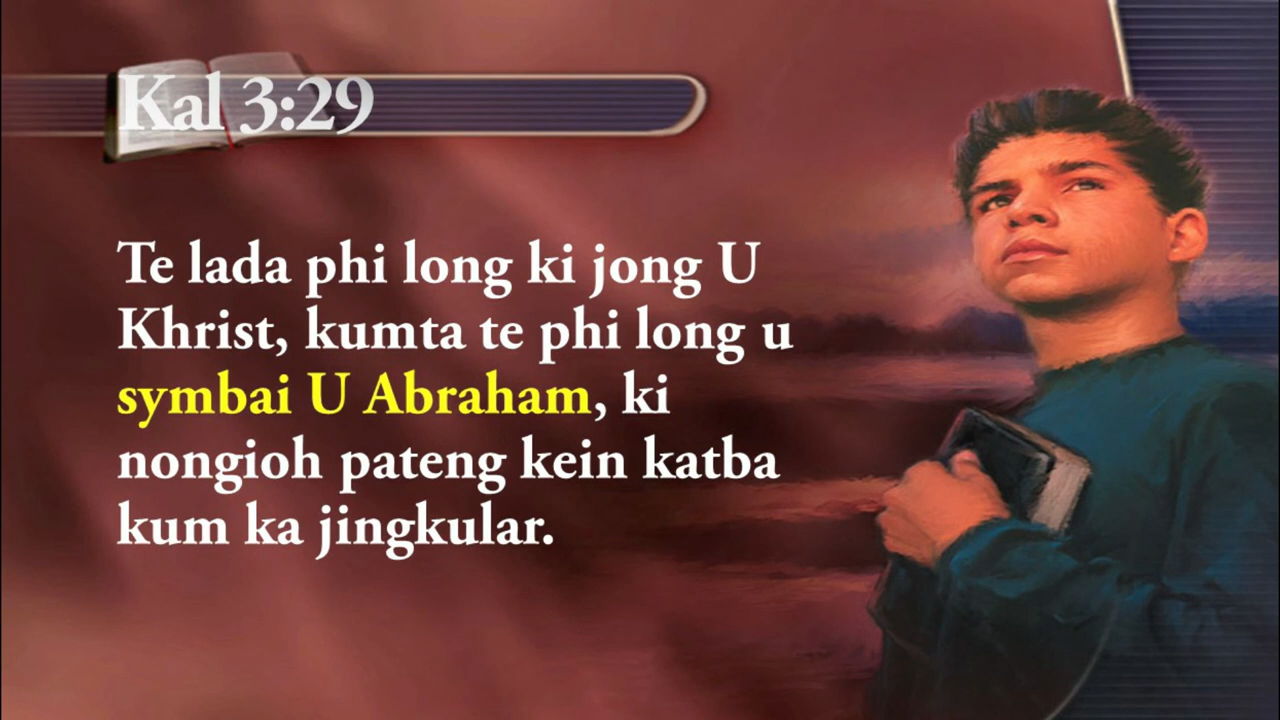 Kal 3:29
Te lada phi long ki jong U
Khrist, kumta te phi long u
symbai U Abraham, ki
nongioh pateng kein katba
kum ka jingkular.